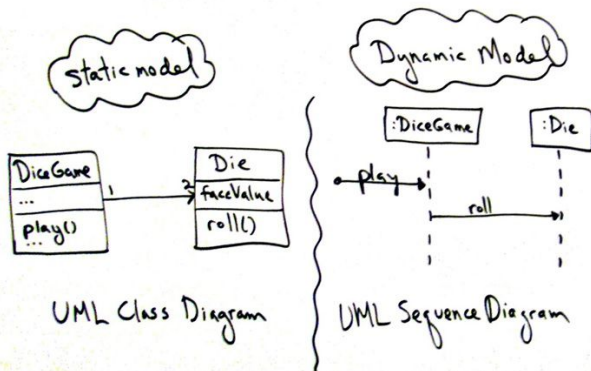 static model
DiceGame
...
play()
...
1
2
Die
faceValue
roll()
UML Class Diagram
Dynamic Model
:DiceGame
:Die
play
roll
UML Sequence Diagram